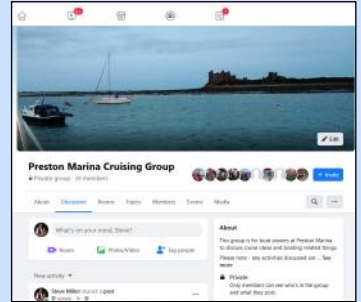 Edit
Preston Marina Cruising Group
Private group · 39 members
+ Invite
About Discussion Rooms Topics Members Events Media
What's on your mind, Steve?
Room Photo/Video Tag people
New activity
Steve Miller shared a post.
About
This group is for boat owners at Preston Marina
to discuss cruise ideas and boating related things.
Please note - any activities discussed are ... See
more
Private
Only members can see who's in the group
and what they post.